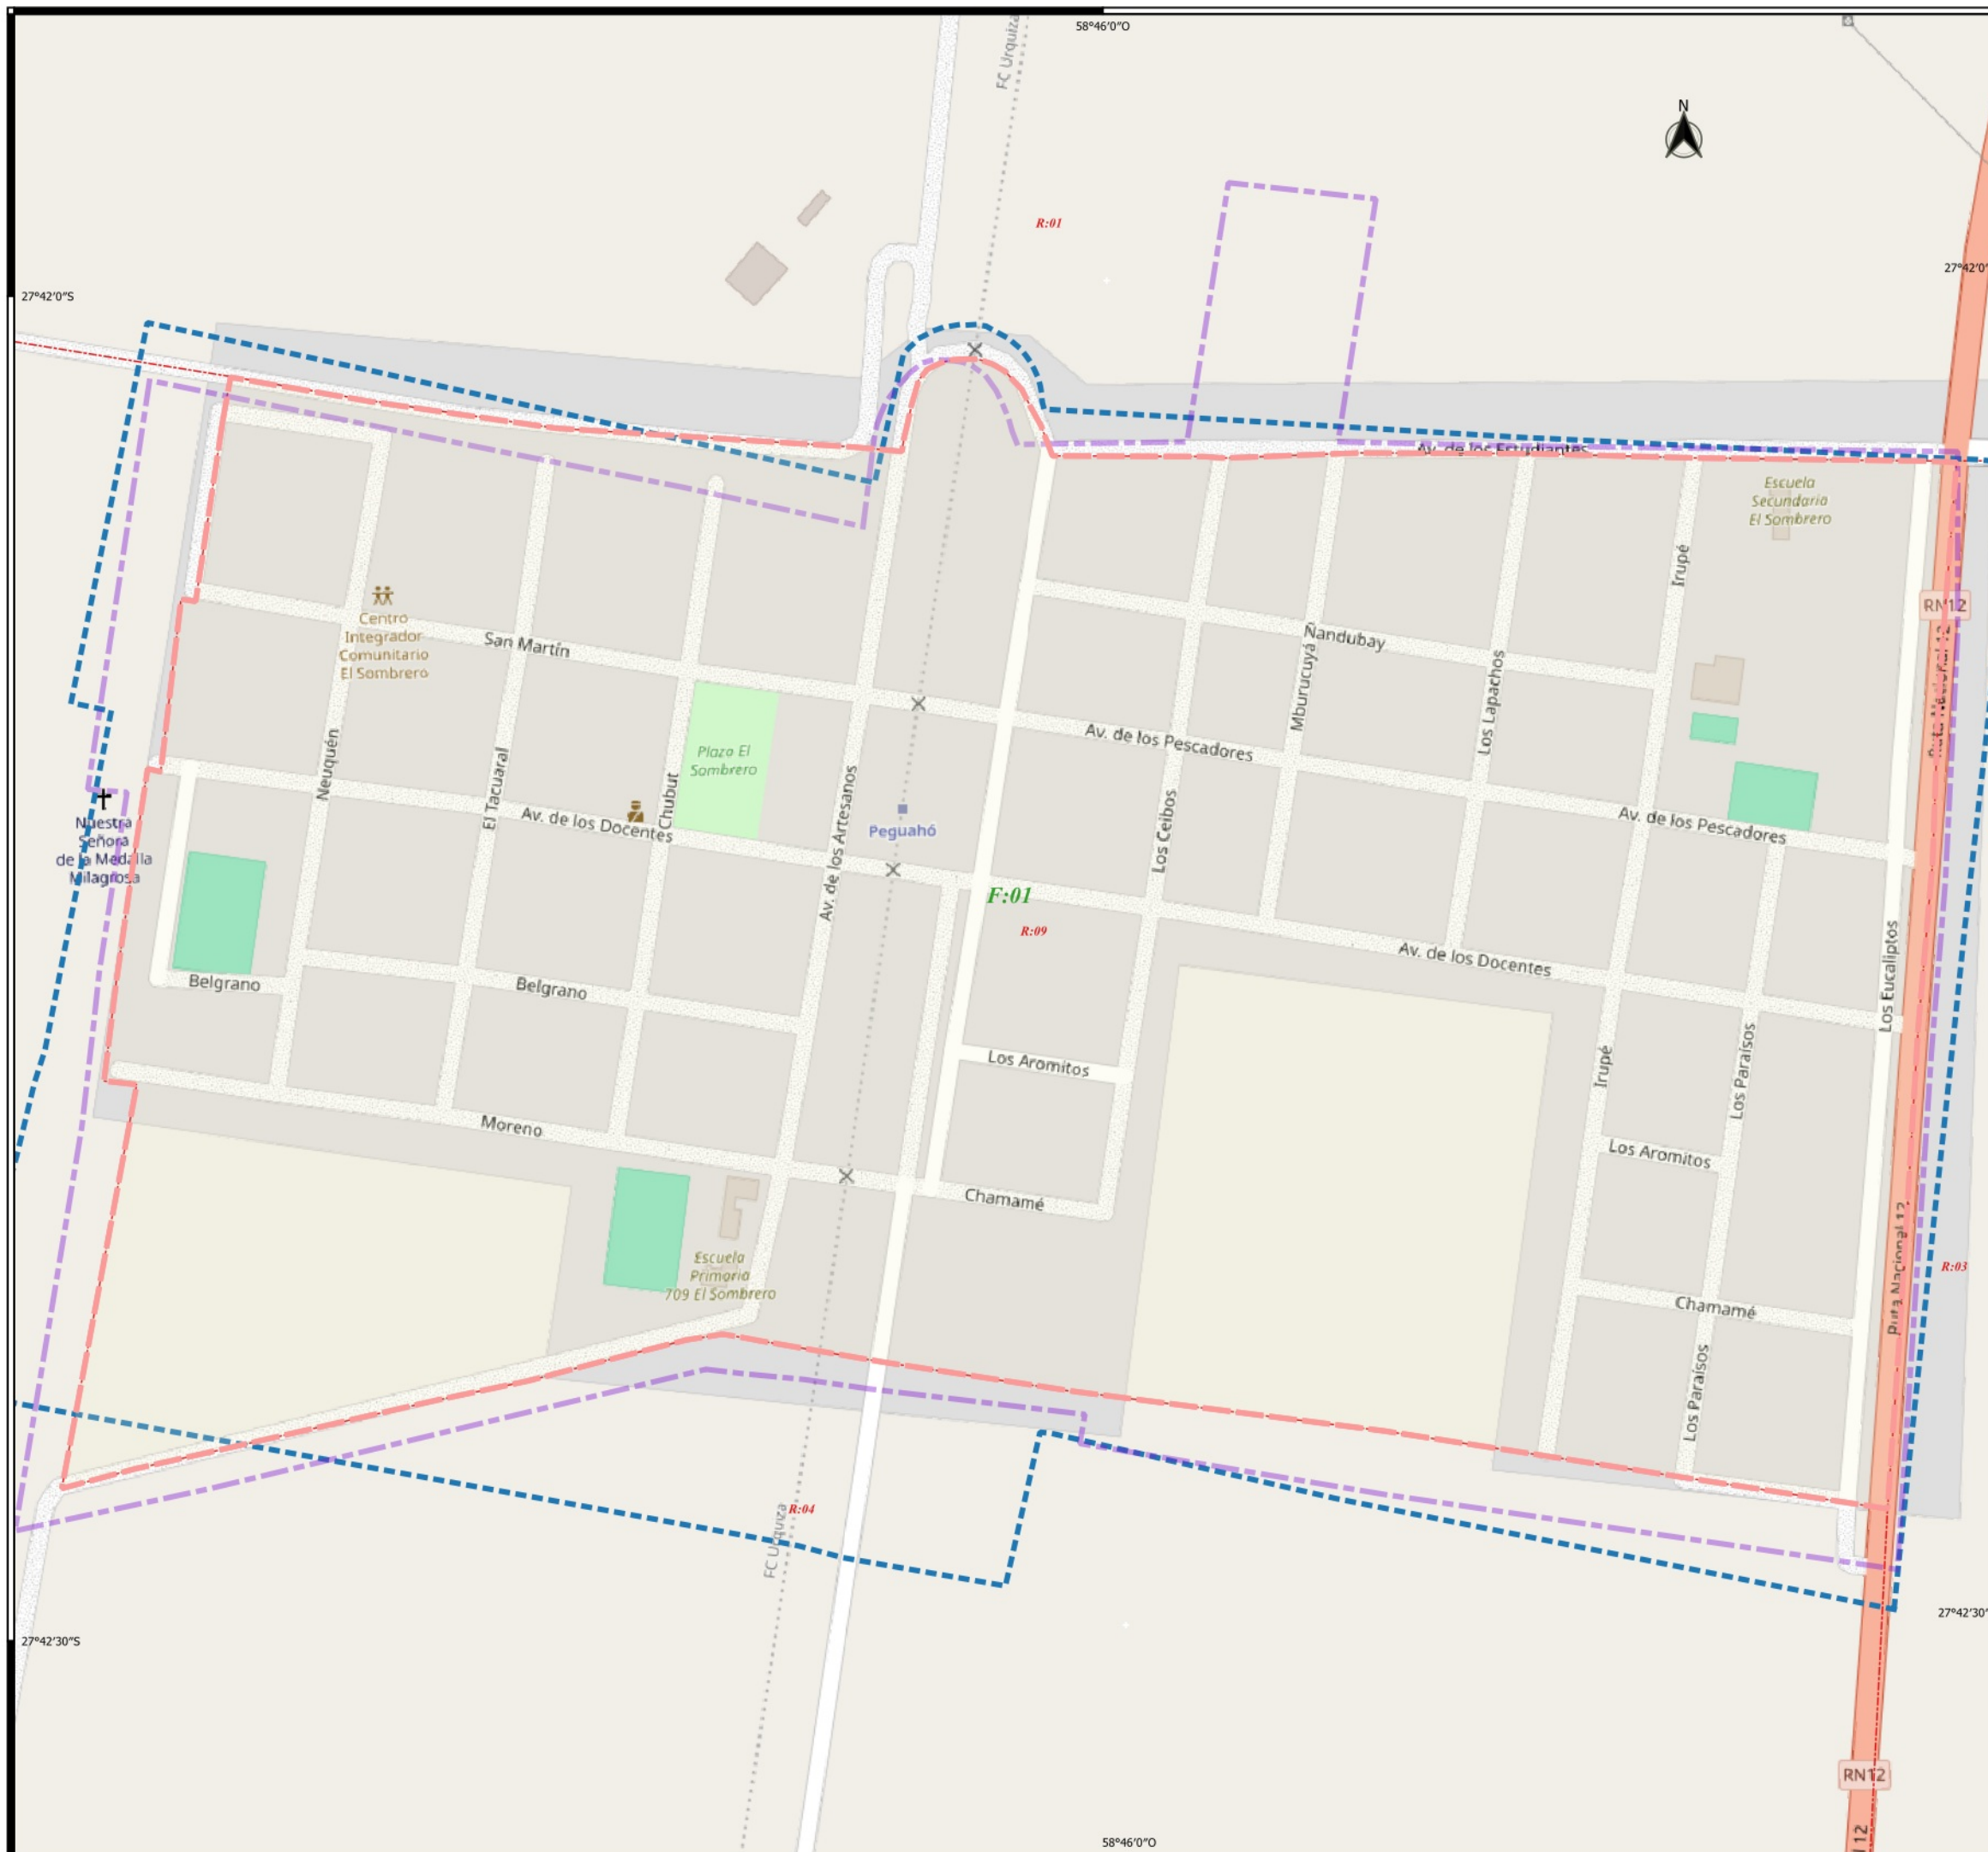 58°46'0"O
FC Urquiza
N
R:01
27°42'0"S
27°42'0"
Av. de los Estudiantes
Escuela
Secundaria
El Sombrero
Irupé
RN12
Centro
Integrador
Comunitario
El Sombrero
San Martín
Ñandubay
Mburucuyá
Los Lapachos
Ruta Nacional 12
Neuquén
El Tacuaral
Chubut
Plaza El
Sombrero
Av. de los Artesanos
Av. de los Pescadores
Av. de los Pescadores
Av. de los Docentes
Peguahó
Los Ceibos
Nuestra
Señora
de la Medalla
Milagrosa
F:01
R:09
Av. de los Docentes
Los Eucaliptos
Belgrano
Belgrano
Los Aromitos
Irupé
Los Paraísos
Moreno
Los Aromitos
Chamamé
Ruta Nacional 12
R:03
Escuela
Primaria
709 El Sombrero
Chamamé
Los Paraísos
R:04
FC Urquiza
27°42'30"S
27°42'30"
RN12
58°46'0"O
12